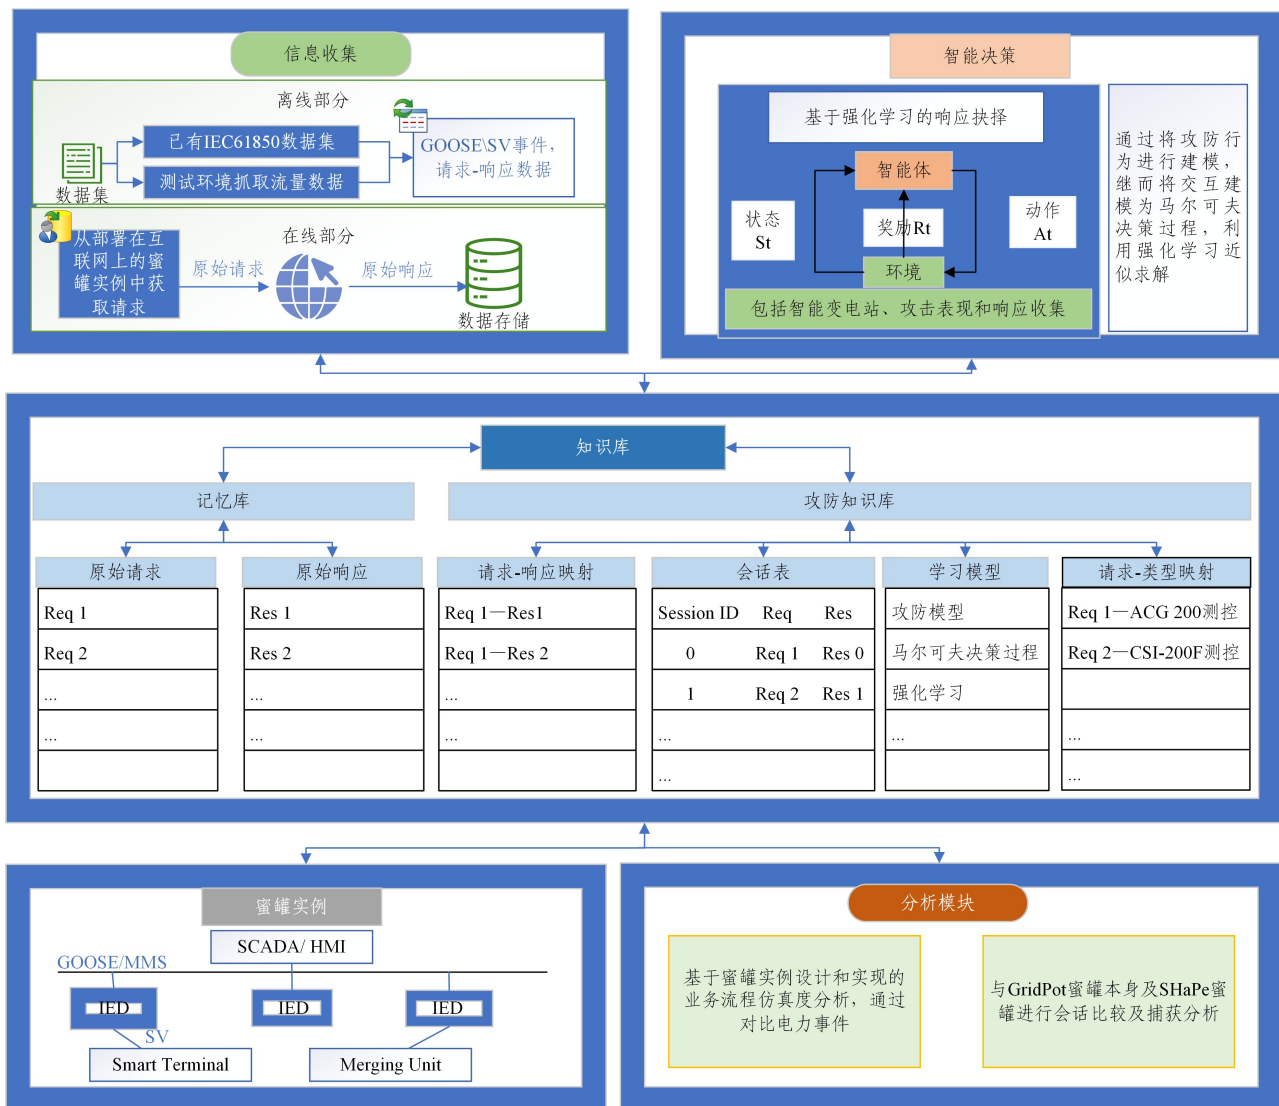 信息收集
离线部分
已有IEC61850数据集
测试环境抓取流量数据
数据集
GOOSE\SV事件，
请求-响应数据
从部署在互
联网上的蜜
罐实例中获
取请求
原始请求
在线部分
原始响应
数据存储
智能决策
基于强化学习的响应抉择
智能体
状态
St
奖励Rt
动作
At
环境
包括智能变电站、攻击表现和响应收集
通过将攻防行
为进行建模，
继而将交互建
模为马尔可夫
决策过程，利
用强化学习近
似求解
知识库
记忆库
攻防知识库
原始请求
Req 1
Req 2
...
...
原始响应
Res 1
Res 2
...
...
请求-响应映射
Req 1—Res1
Req 1—Res 2
...
...
会话表
Session ID Req Res
0 Req 1 Res 0
1 Req 2 Res 1
...
...
学习模型
攻防模型
马尔可夫决策过程
强化学习
...
请求-类型映射
Req 1—ACG 200测控
Req 2—CSI-200F测控
...
...
蜜罐实例
SCADA/ HMI
GOOSE/MMS
IED
IED
IED
SV
Smart Terminal
Merging Unit
分析模块
基于蜜罐实例设计和实现的
业务流程仿真度分析，通过
对比电力事件
与GridPot蜜罐本身及SHaPe蜜
罐进行会话比较及捕获分析